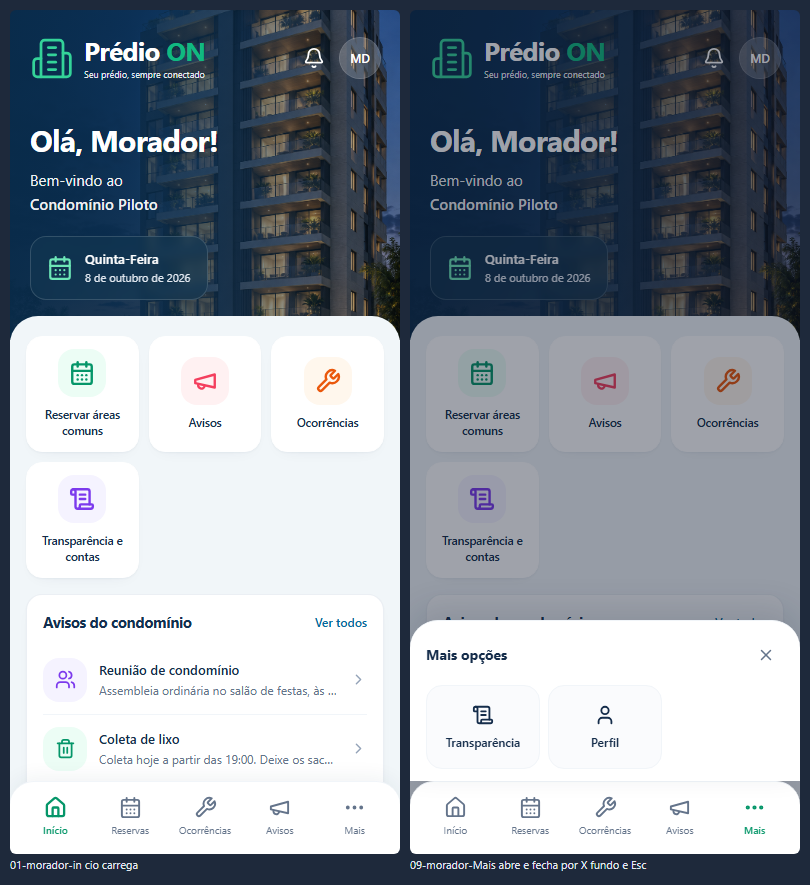 Prédio ON
Seu prédio, sempre conectado
MD
Olá, Morador!
Bem-vindo ao
Condomínio Piloto
Quinta-Feira
8 de outubro de 2026
Reservar áreas
comuns
Avisos
Ocorrências
Transparência e
contas
Avisos do condomínio
Ver todos
Reunião de condomínio
Assembleia ordinária no salão de festas, às ...
Coleta de lixo
Coleta hoje a partir das 19:00. Deixe os sac...
Início
Reservas
Ocorrências
Avisos
Mais
01-morador-in cio carrega
Prédio ON
Seu prédio, sempre conectado
MD
Olá, Morador!
Bem-vindo ao
Condomínio Piloto
Quinta-Feira
8 de outubro de 2026
Reservar áreas
comuns
Avisos
Ocorrências
Transparência e
contas
Mais opções
Transparência
Perfil
Início
Reservas
Ocorrências
Avisos
Mais
09-morador-Mais abre e fecha por X fundo e Esc